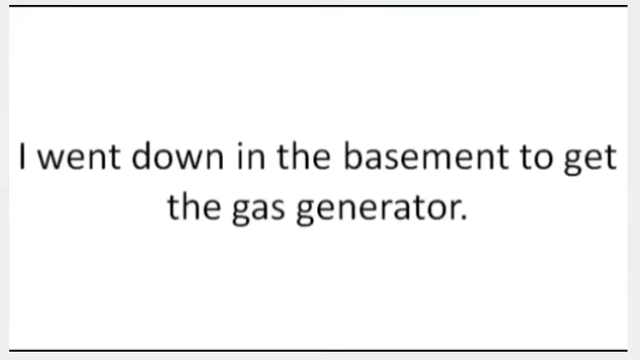 I went down in the basement to get
the gas generator.